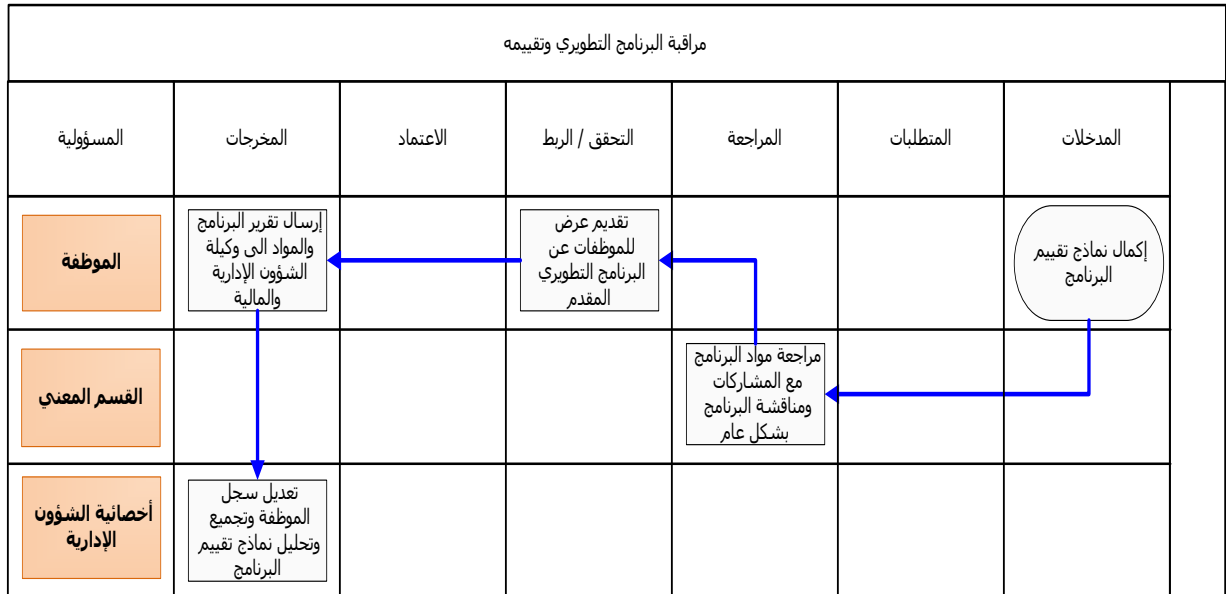 مراقبة البرنامج التطويري وتقييمه
المدخلات
المتطلبات
المراجعة
التحقق / الربط
الاعتماد
المخرجات
المسؤولية
إكمال نماذج تقييم
البرنامج
تقديم عرض
للموظفات عن
البرنامج التطويري
المقدم
إرسال تقرير البرنامج
والمواد الى وكيلة
الشؤون الإدارية
والمالية
الموظفة
مراجعة مواد البرنامج
مع المشاركات
ومناقشة البرنامج
بشكل عام
القسم المعني
تعديل سجل
الموظفة وتجميع
وتحليل نماذج تقييم
البرنامج
أخصائية الشؤون
الإدارية